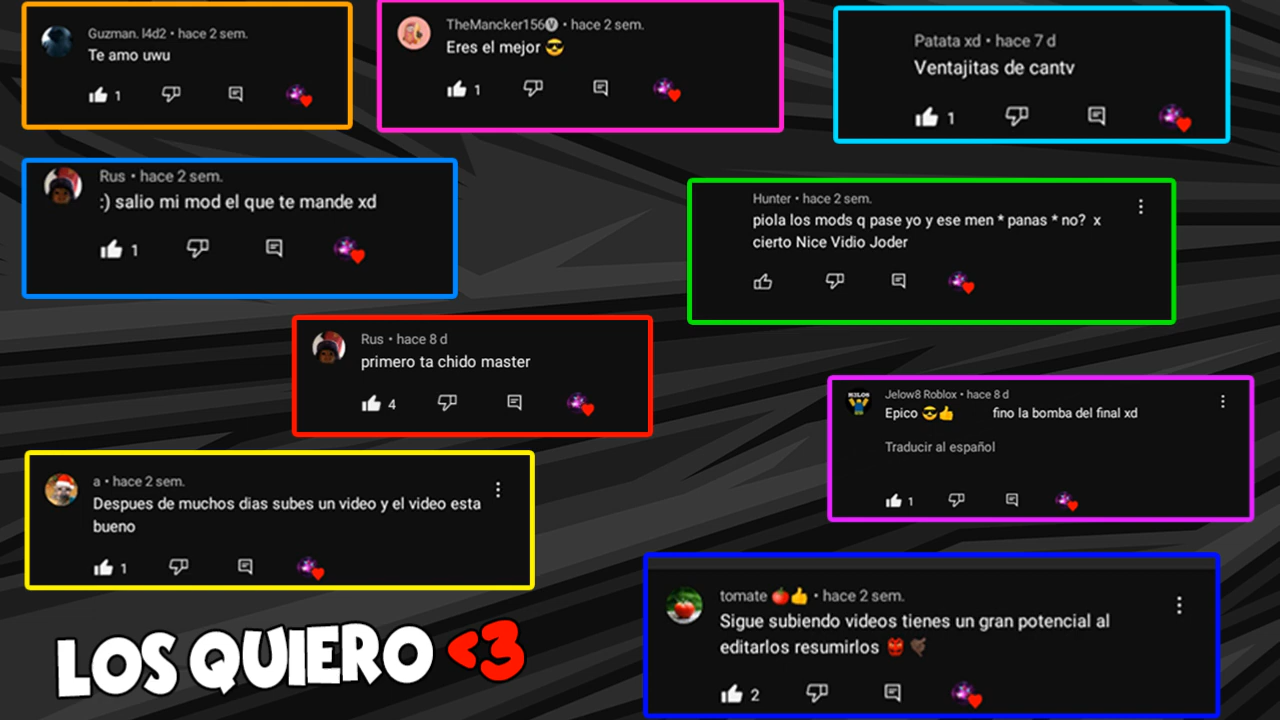 Guzman. l4d2 • hace 2 sem.
Te amo uwu
1
TheMancker156🅥 • hace 2 sem.
Eres el mejor 😎
1
Patata xd • hace 7 d
Ventajitas de cantv
1
Rus • hace 2 sem.
:) salio mi mod el que te mande xd
1
Hunter • hace 2 sem.
piola los mods q pase yo y ese men * panas * no? x
cierto Nice Vidio Joder
Rus • hace 8 d
primero ta chido master
4
Jelow8 Roblox • hace 8 d
Epico 😎👍 fino la bomba del final xd
Traducir al español
1
a • hace 2 sem.
Despues de muchos dias subes un video y el video esta
bueno
1
tomate 🍅👍 • hace 2 sem.
Sigue subiendo videos tienes un gran potencial al
editarlos resumirlos
2
LOS QUIERO <3